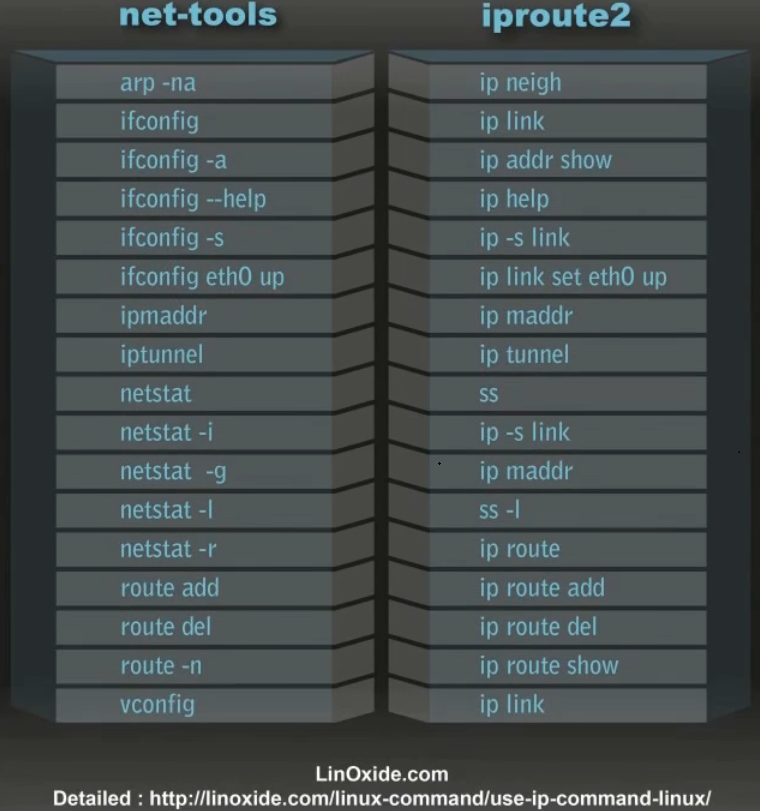 net-tools iproute2
arp -na ip neigh
ifconfig ip link
ifconfig -a ip addr show
ifconfig --help ip help
ifconfig -s ip -s link
ifconfig eth0 up ip link set eth0 up
ipmaddr ip maddr
iptunnel ip tunnel
netstat ss
netstat -i ip -s link
netstat  -g ip maddr
netstat -l ss -l
netstat -r ip route
route add ip route add
route del ip route del
route -n ip route show
vconfig ip link
LinOxide.com
Detailed : http://linoxide.com/linux-command/use-ip-command-linux/